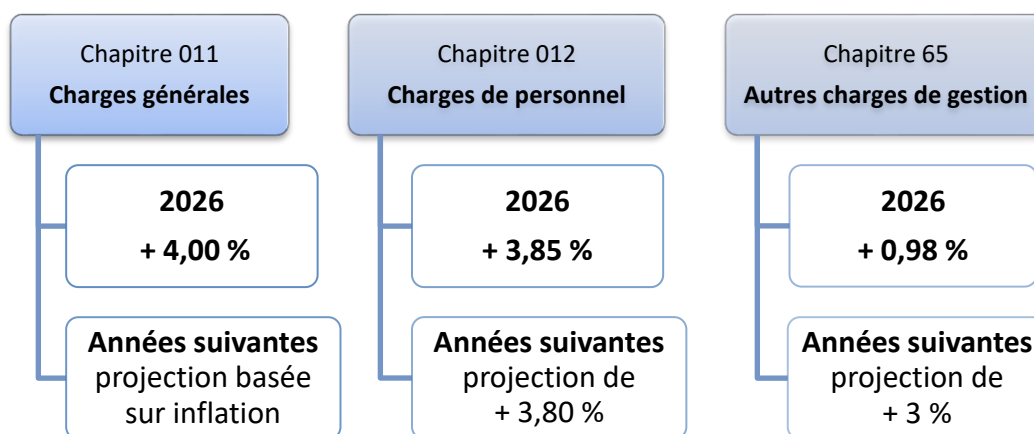 Chapitre 011
Charges générales
2026
+ 4,00 %
Années suivantes
projection basée
sur inflation
Chapitre 012
Charges de personnel
2026
+ 3,85 %
Années suivantes
projection de
+ 3,80 %
Chapitre 65
Autres charges de gestion
2026
+ 0,98 %
Années suivantes
projection de
+ 3 %